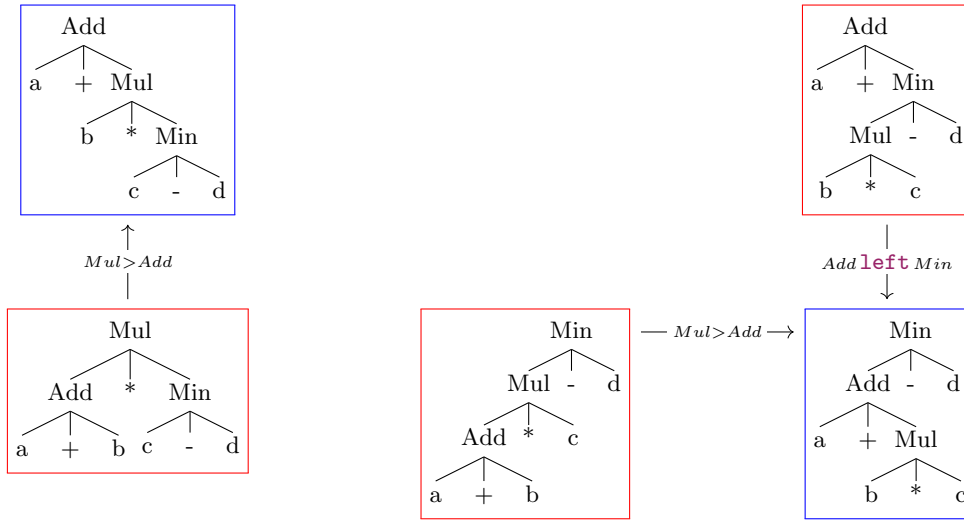 Add
a + Mul
b * Min
c - d
Mul>Add
Mul
Add * Min
a + b c - d
Min
Mul - d
Add * c
a + b
Mul>Add
Add
a + Min
Mul - d
b * c
Add left Min
Min
Add - d
a + Mul
b * c